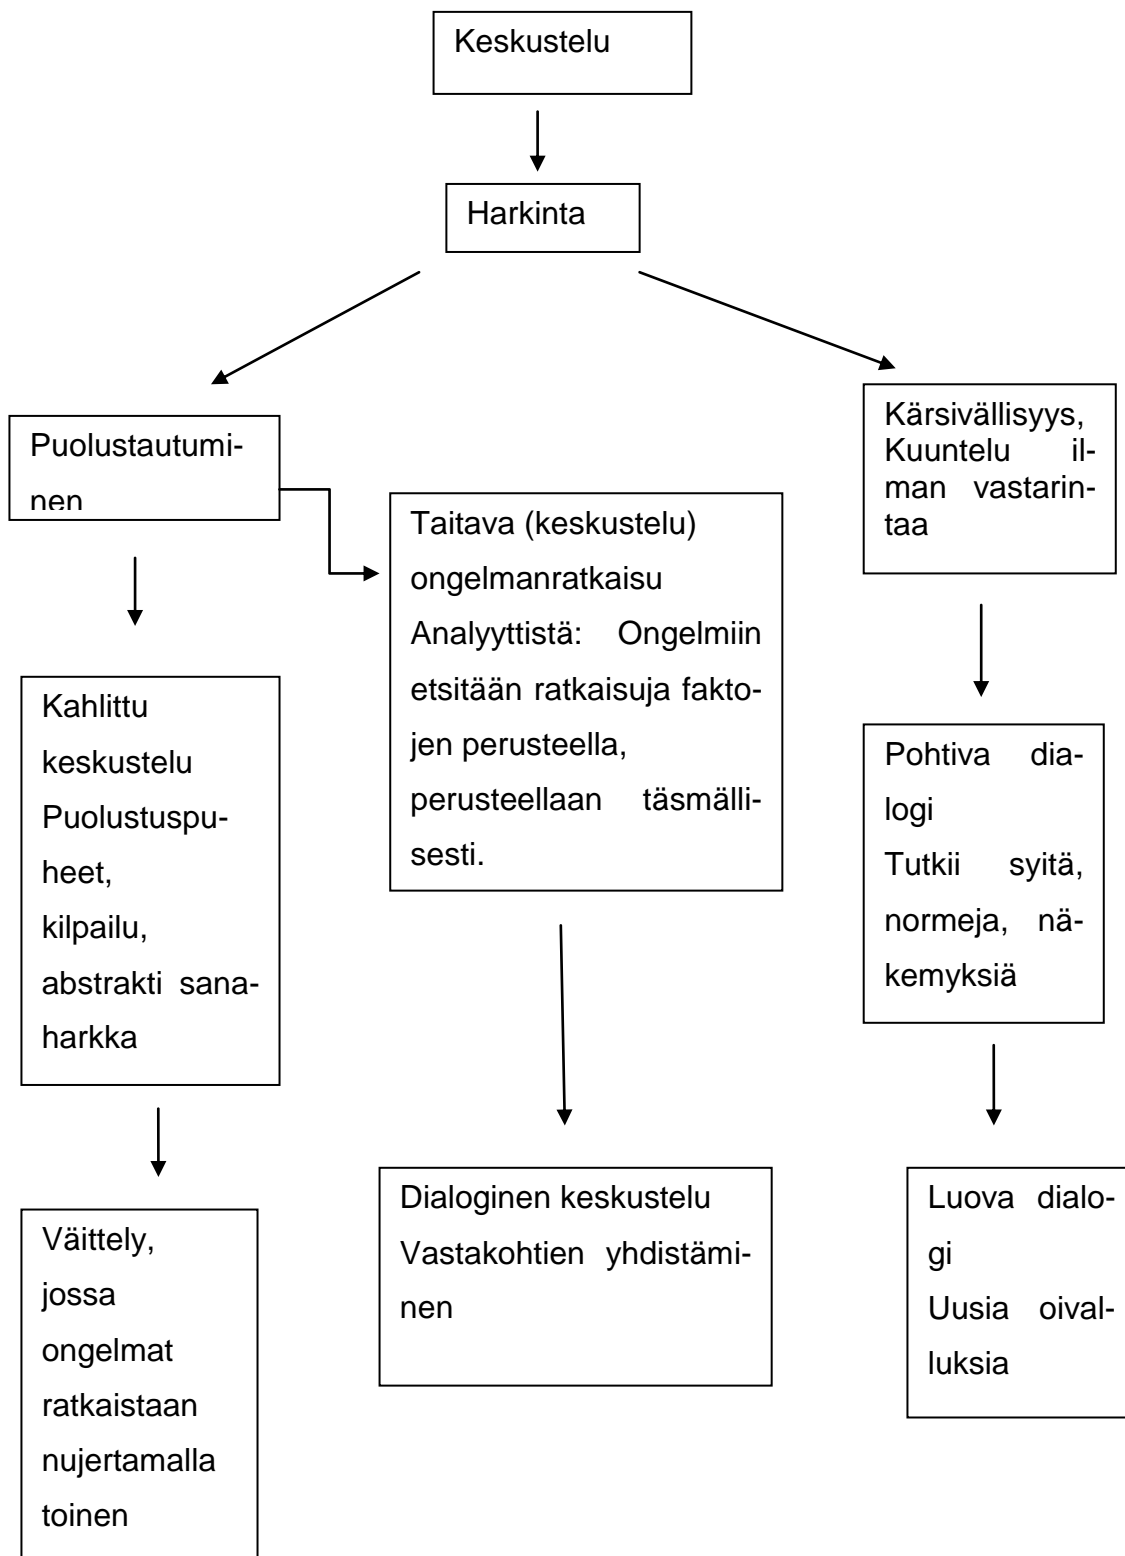 Keskustelu
Harkinta
Puolustautumi-
nen
Kärsivällisyys,
Kuuntelu il-
man vastarin-
taa
Taitava (keskustelu)
ongelmanratkaisu
Analyyttistä: Ongelmiin
etsitään ratkaisuja fakto-
jen perusteella,
perusteellaan täsmälli-
sesti.
Kahlittu
keskustelu
Puolustuspu-
heet,
kilpailu,
abstrakti sana-
harkka
Pohtiva dia-
logi
Tutkii syitä,
normeja, nä-
kemyksiä
Väittely,
jossa
ongelmat
ratkaistaan
nujertamalla
toinen
Dialoginen keskustelu
Vastakohtien yhdistämi-
nen
Luova dialo-
gi
Uusia oival-
luksia